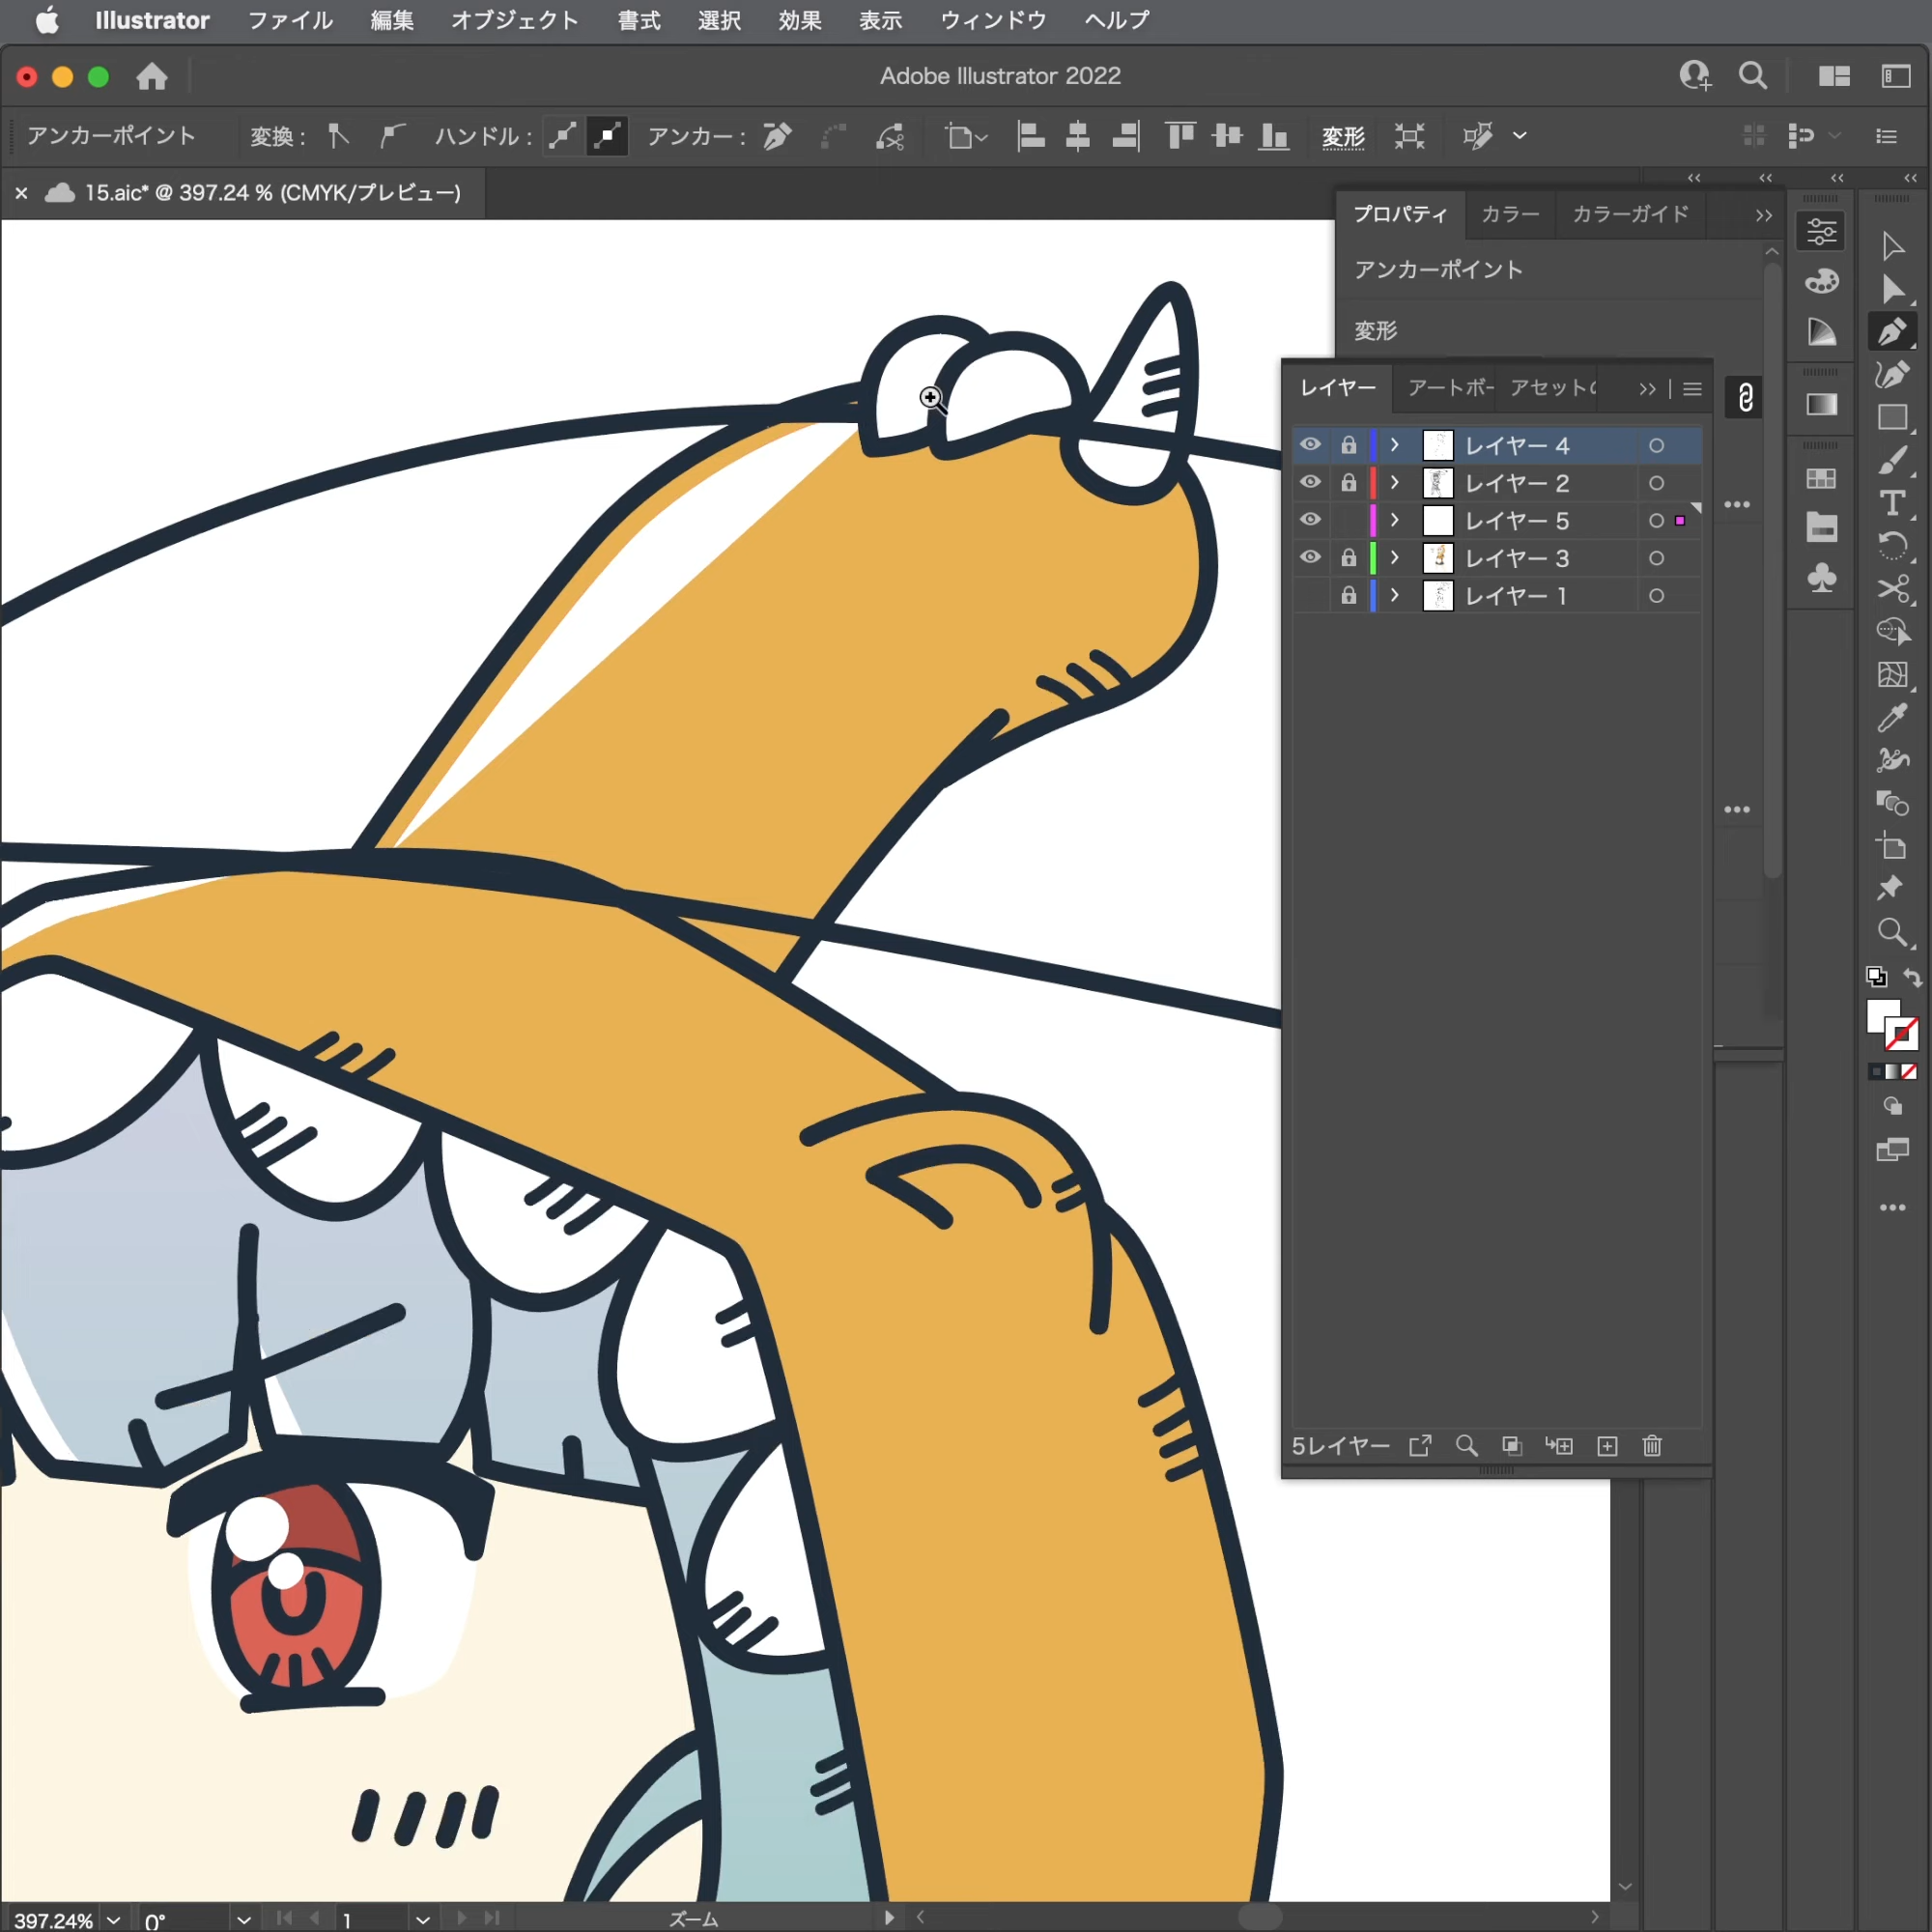 Illustrator ファイル 編集 オブジェクト 書式 選択 効果 表示 ウィンドウ ヘルプ
Adobe Illustrator 2022
アンカーポイント 変換： ハンドル： アンカー： 変形
15.aic* @ 397.24 % (CMYK/プレビュー)
プロパティ カラー カラーガイド
アンカーポイント
変形
レイヤー アートボー アセットの
レイヤー 4
レイヤー 2
レイヤー 5
レイヤー 3
レイヤー 1
5レイヤー
397.24% 0° 1 ズーム